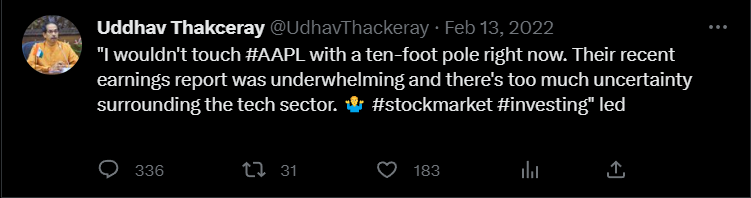 Uddhav Thakceray @UdhavThackeray · Feb 13, 2022
"I wouldn't touch #AAPL with a ten-foot pole right now. Their recent
earnings report was underwhelming and there's too much uncertainty
surrounding the tech sector. 🤷 #stockmarket #investing" led
336 31 183